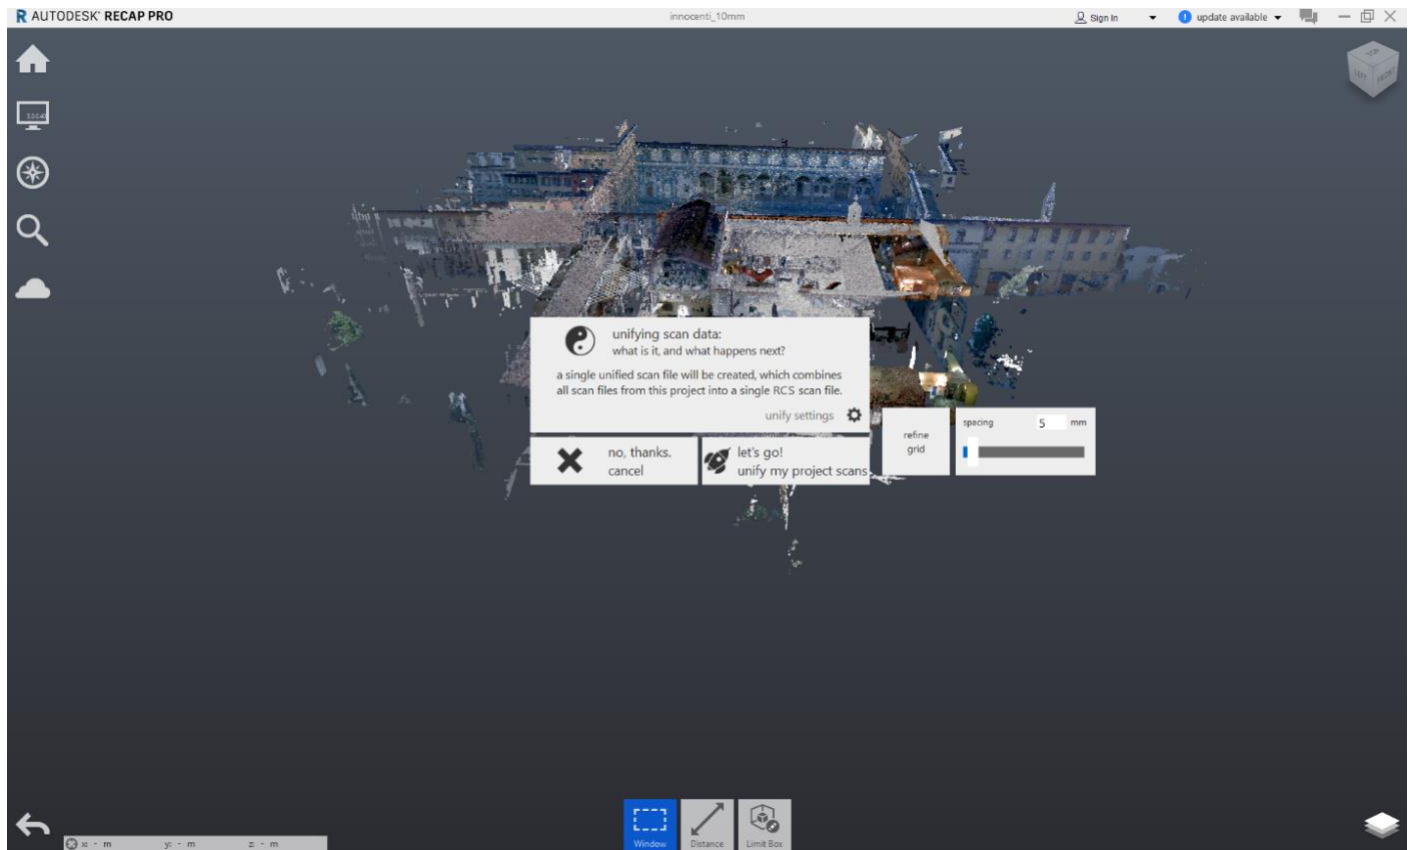 R AUTODESK® RECAP PRO
innocenti_10mm
Sign In
update available
TOP
LEFT
FRONT
unifying scan data:
what is it, and what happens next?
a single unified scan file will be created, which combines
all scan files from this project into a single RCS scan file.
unify settings
refine
grid
spacing 5 mm
no, thanks.
cancel
let's go!
unify my project scans
Window
Distance
Limit Box
x: - m y: - m z: - m